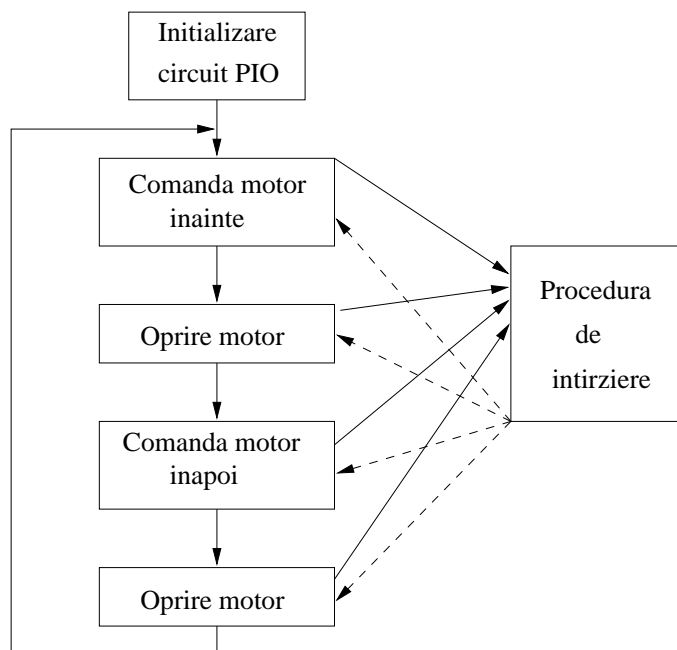 Initializare
circuit PIO
Comanda motor
inainte
Oprire motor
Comanda motor
inapoi
Oprire motor
Procedura
de
intirziere